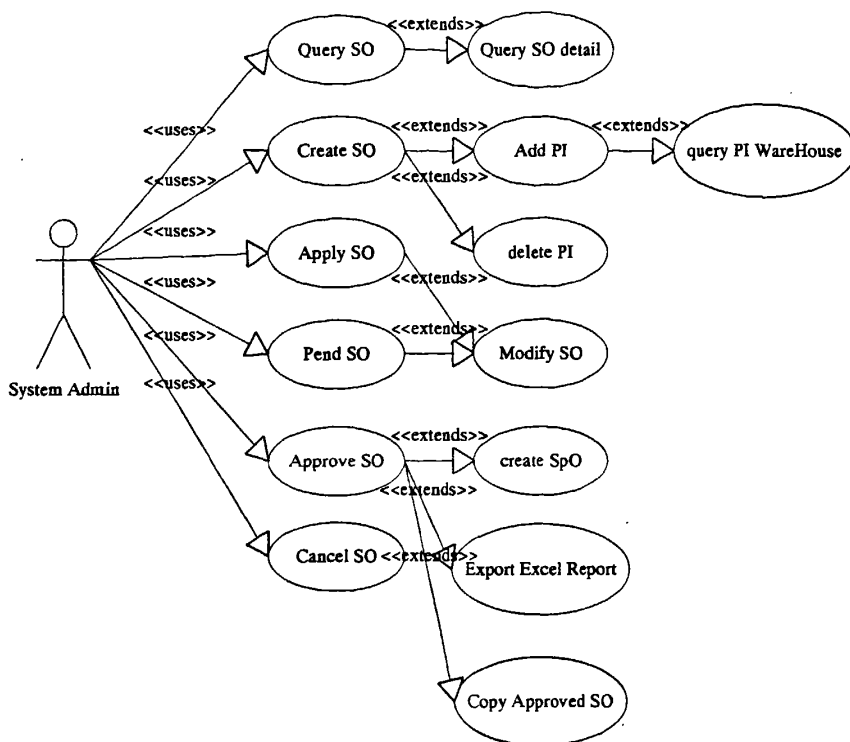 <<extends>>
Query SO
Query SO detail
<<uses>>
<<extends>>
<<extends>>
Create SO
Add PI
query PI WareHouse
<<uses>>
<<extends>>
<<uses>>
Apply SO
delete PI
<<extends>>
<<uses>>
<<extends>>
<<uses>>
Pend SO
Modify SO
<<uses>>
System Admin
<<extends>>
Approve SO
create SpO
<<extends>>
Cancel SO
<<extends>>
Export Excel Report
Copy Approved SO